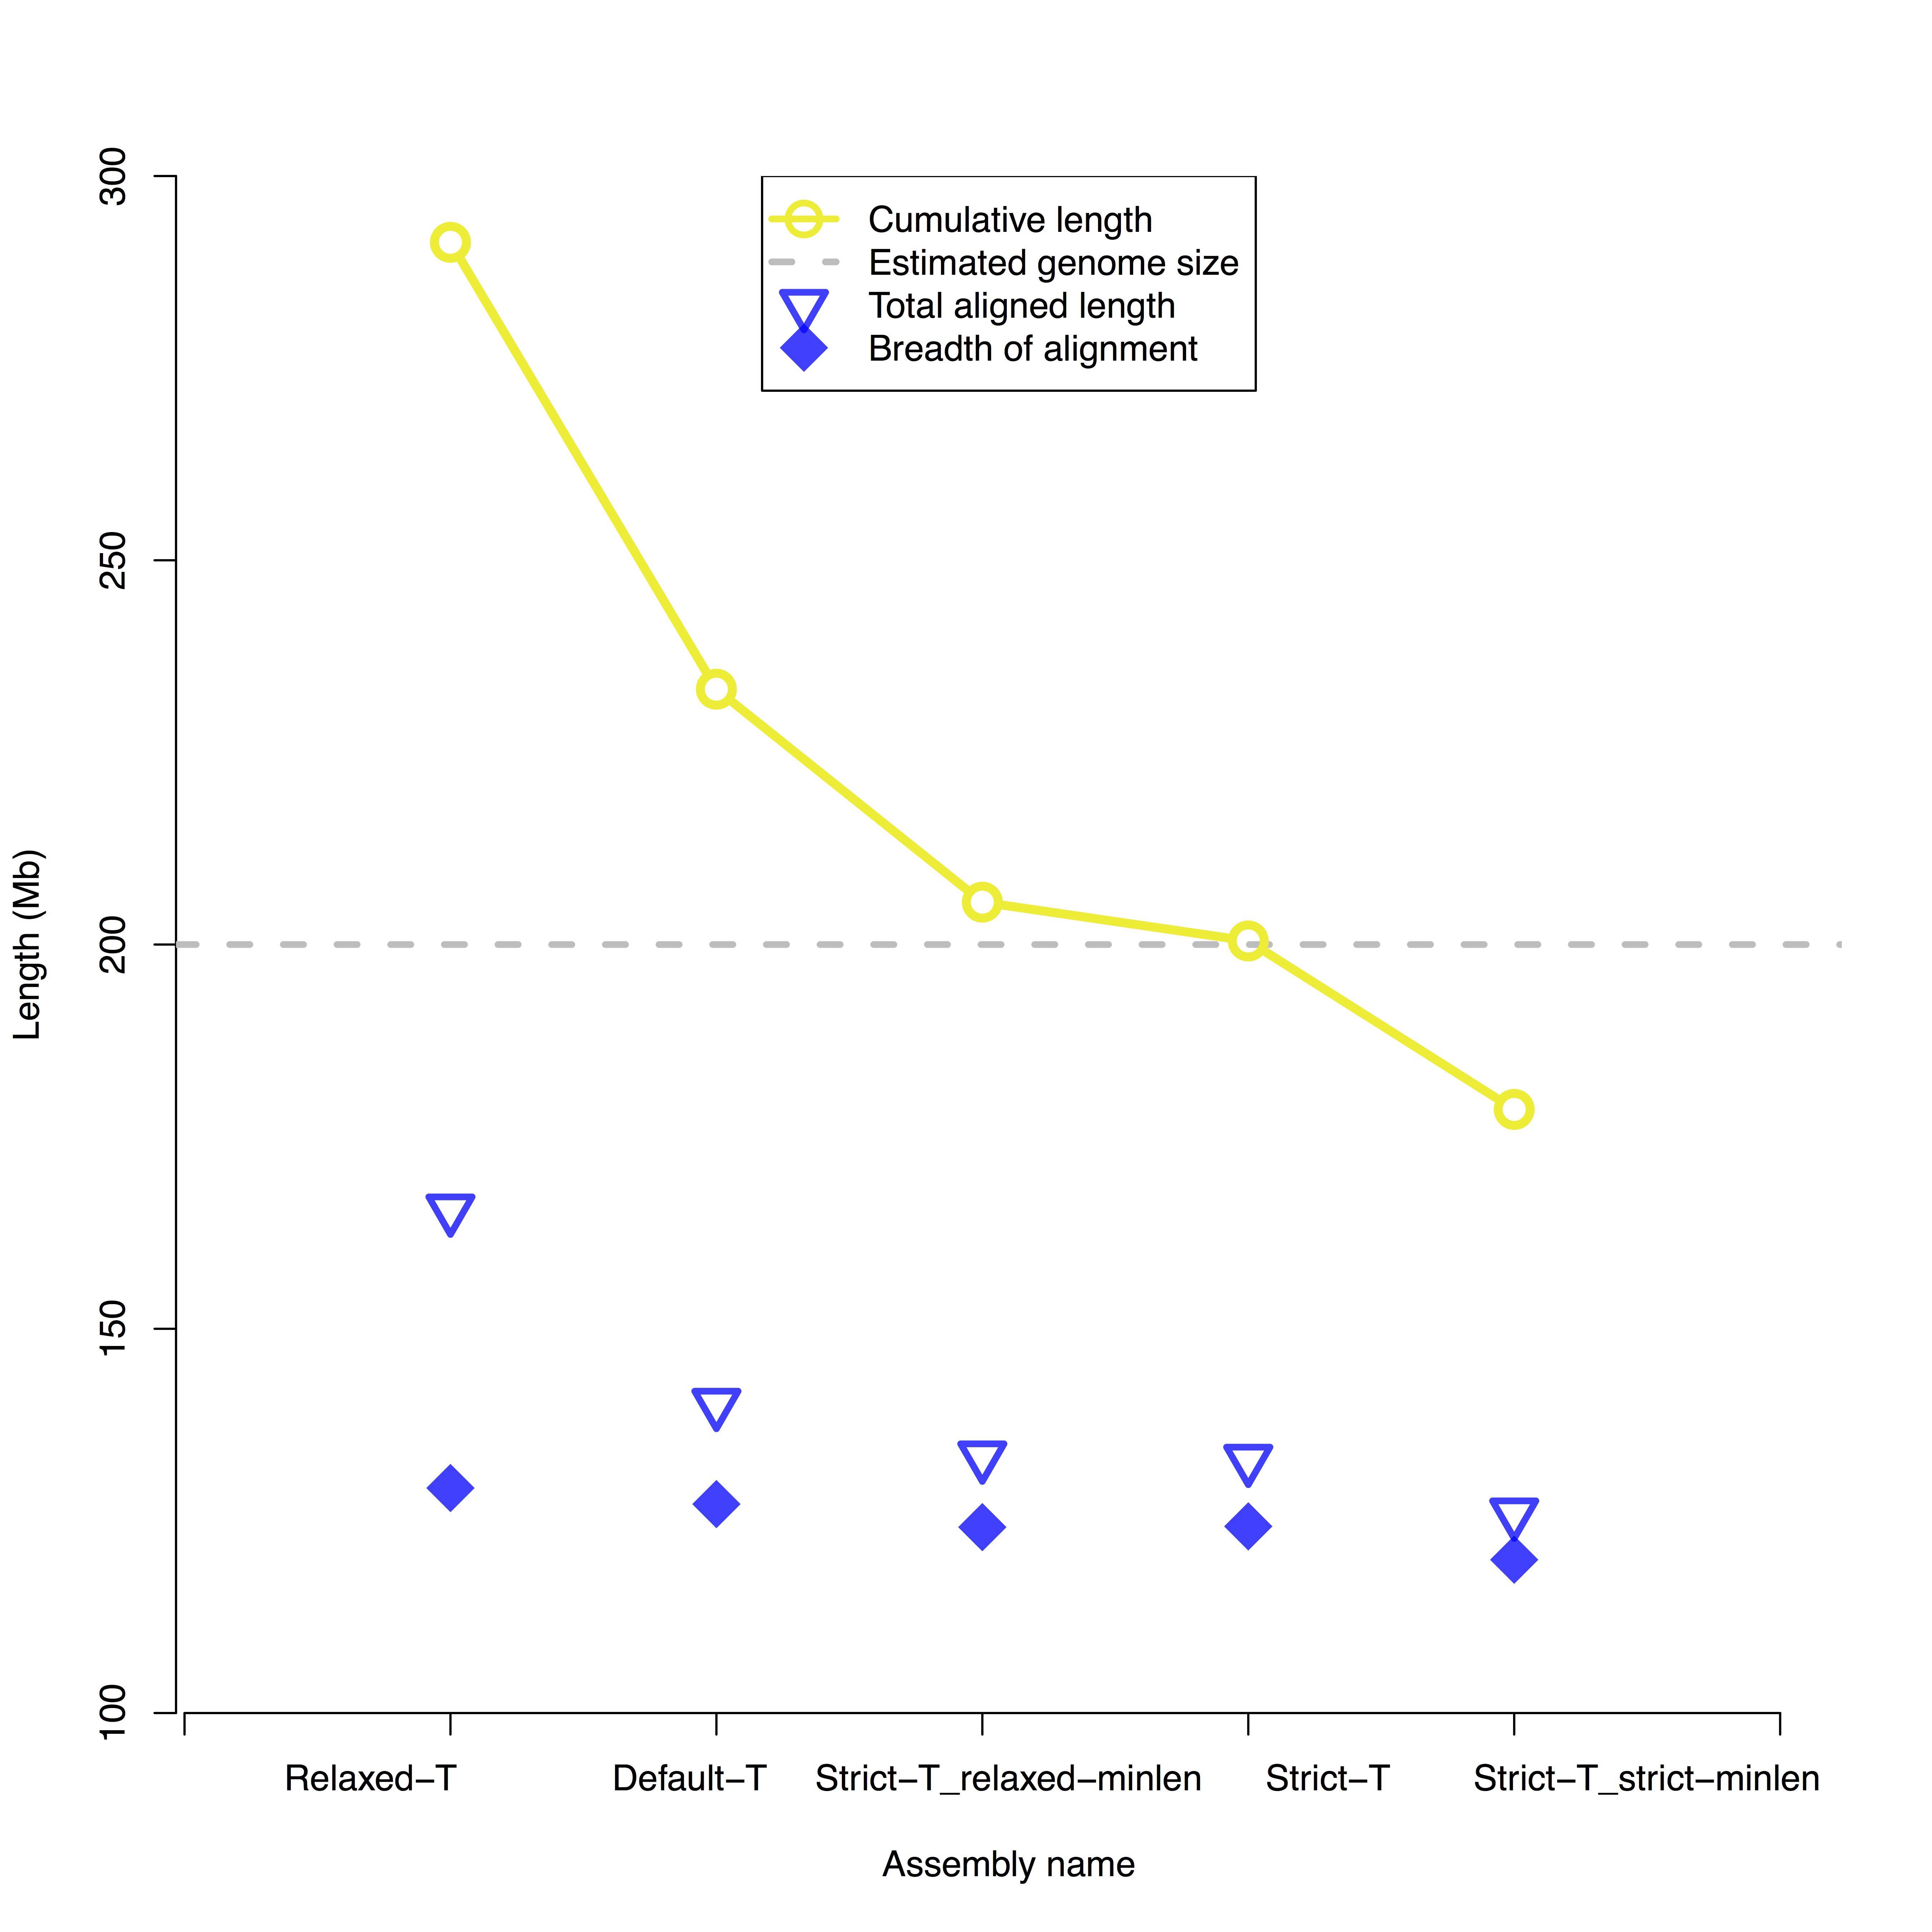 Cumulative length
Estimated genome size
Total aligned length
Breadth of alignment
300
250
200
150
100
Length (Mb)
Relaxed−T Default−T Strict−T_relaxed−minlen Strict−T Strict−T_strict−minlen
Assembly name